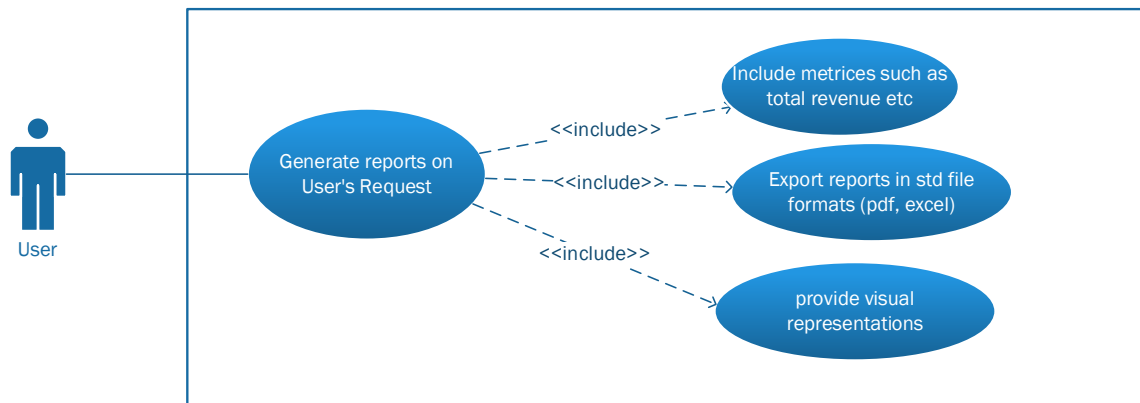 Include metrices such as
total revenue etc
<<include>>
Generate reports on
User's Request
<<include>>
Export reports in std file
formats (pdf, excel)
User
<<include>>
provide visual
representations